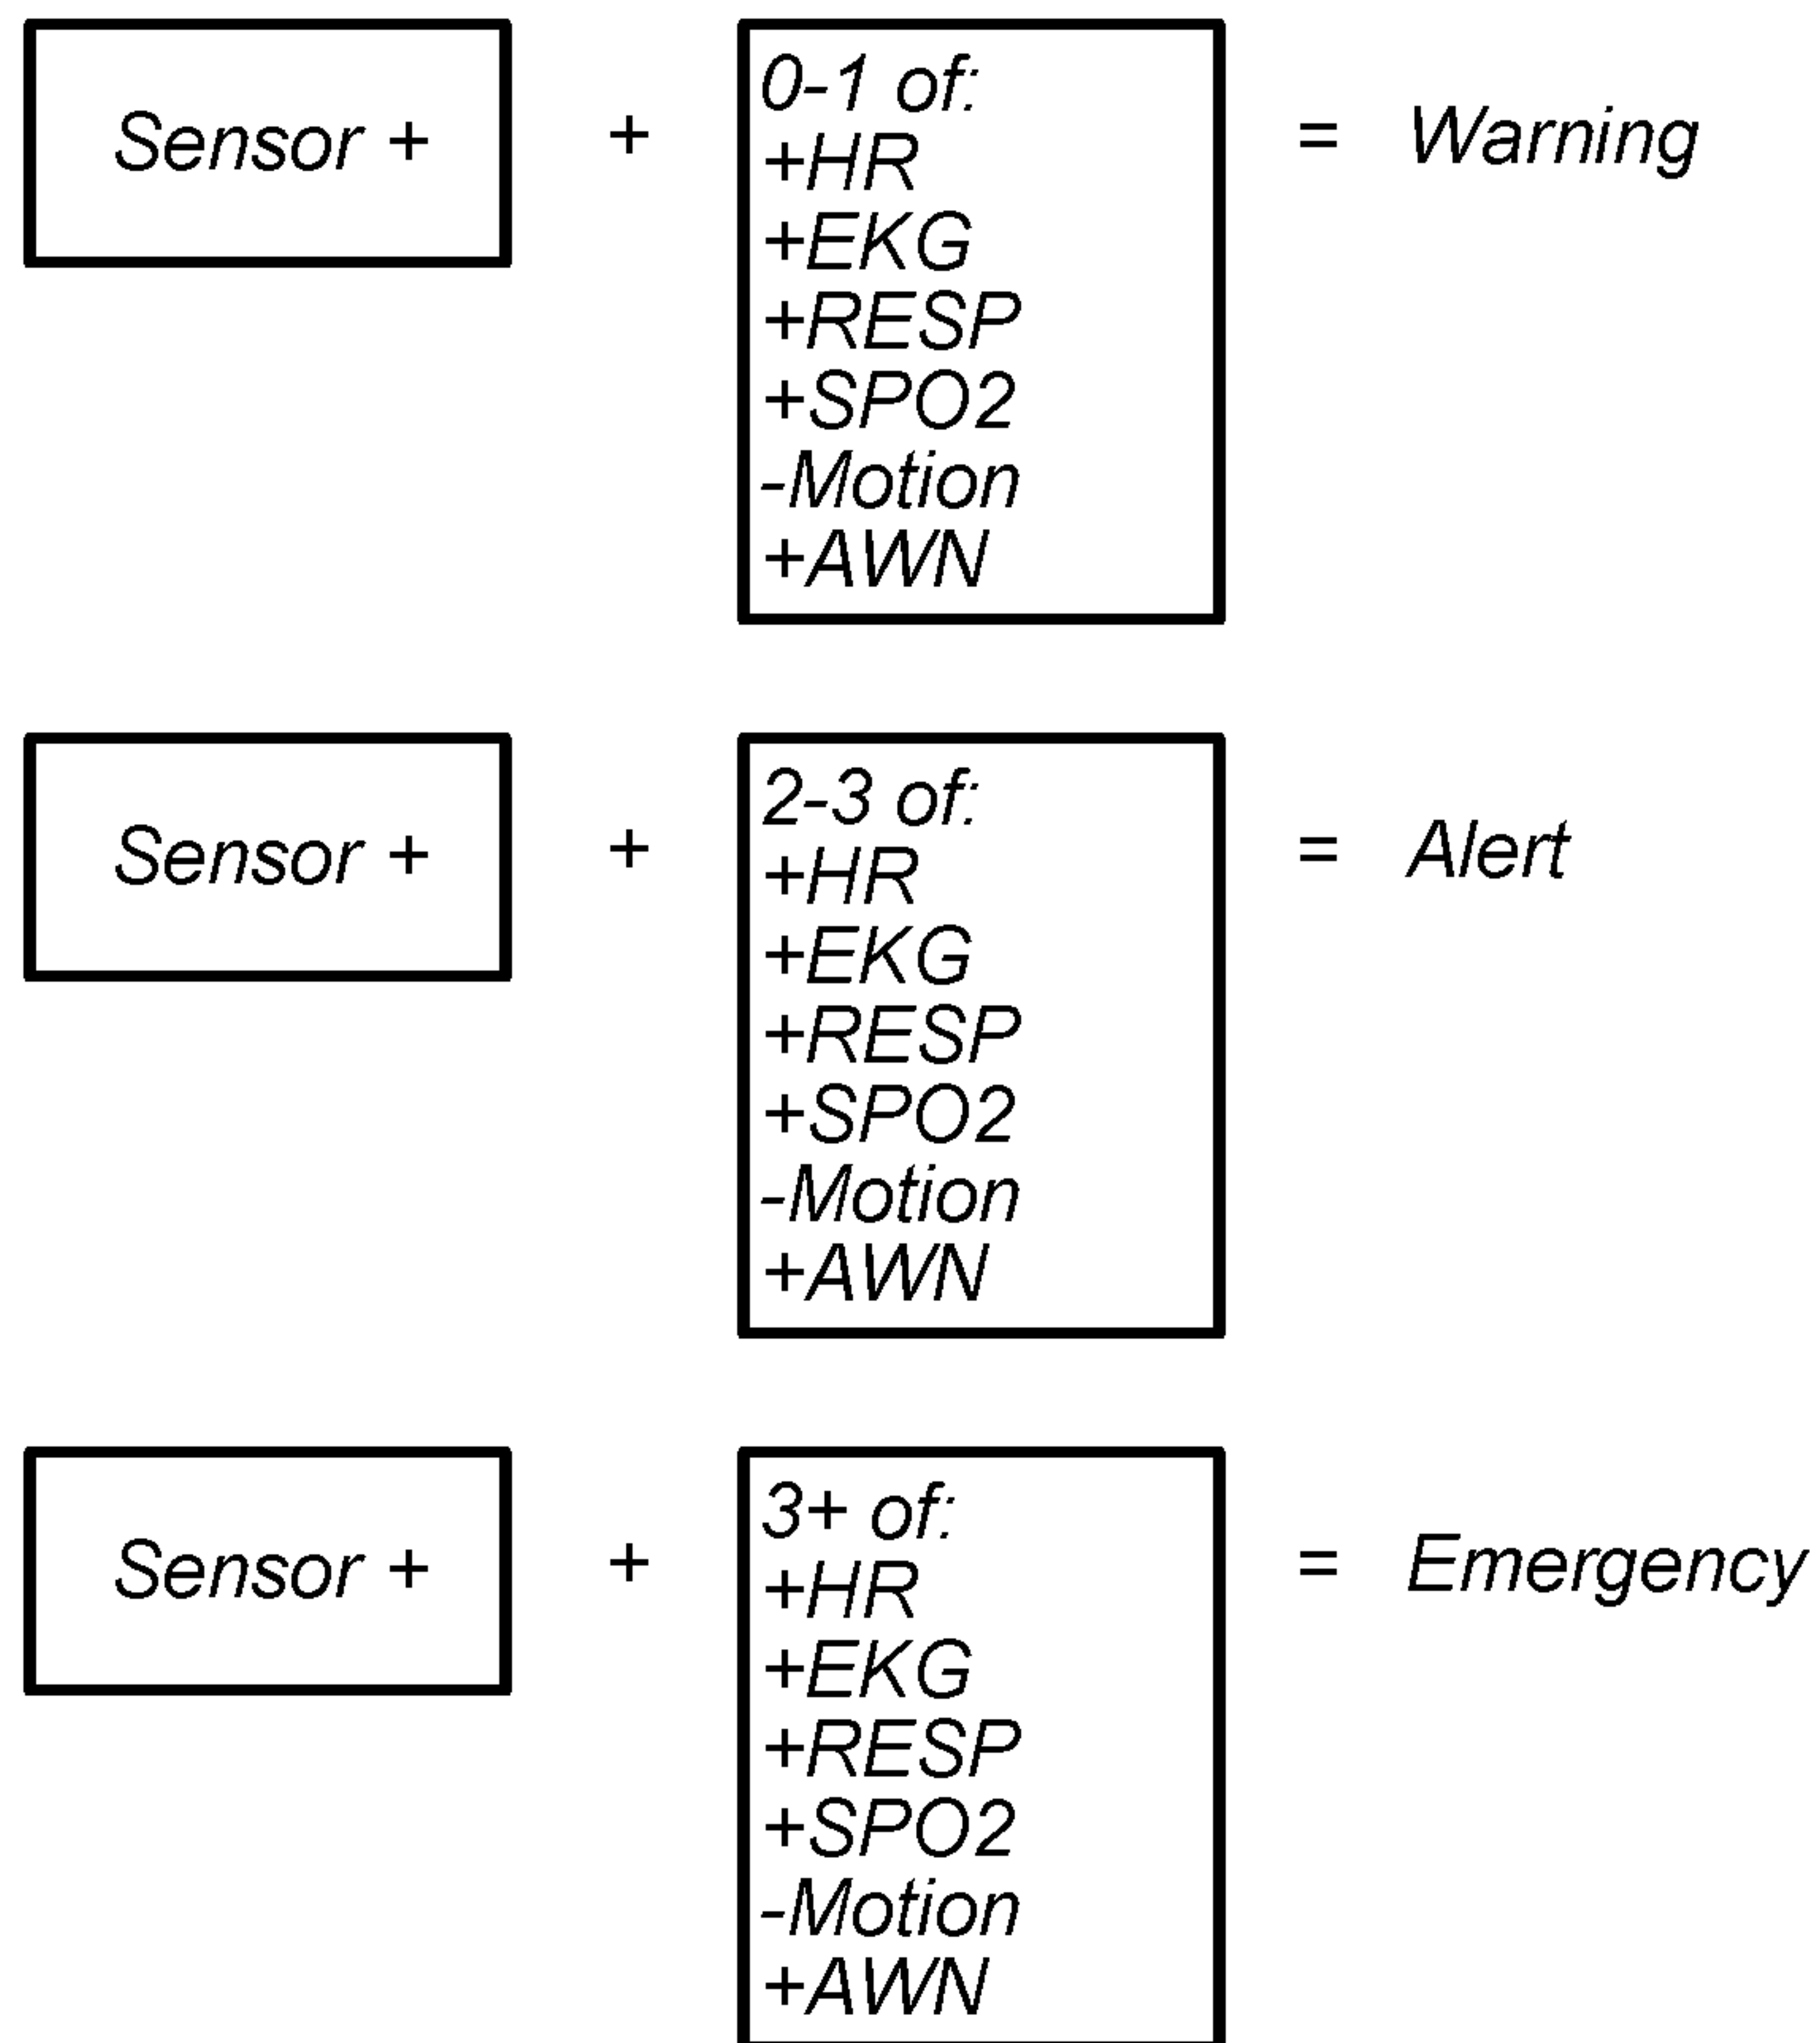 Sensor +
+
0-1 of:
+HR
+EKG
+RESP
+SPO2
-Motion
+AWN
= Warning
Sensor +
+
2-3 of:
+HR
+EKG
+RESP
+SPO2
-Motion
+AWN
= Alert
Sensor +
+
3+ of:
+HR
+EKG
+RESP
+SPO2
-Motion
+AWN
= Emergency